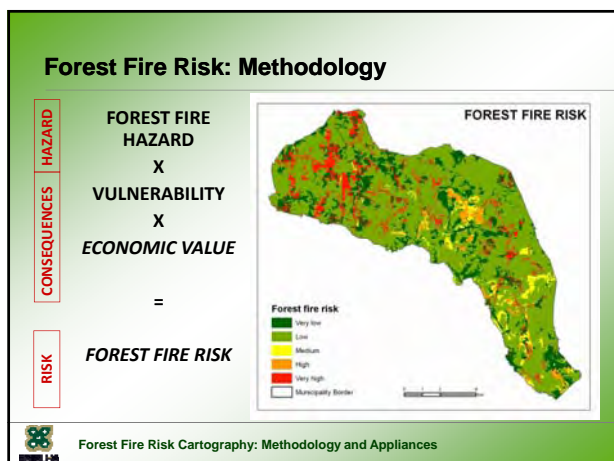 Forest Fire Risk: Methodology
HAZARD
CONSEQUENCES
RISK
FOREST FIRE
HAZARD
X
VULNERABILITY
X
ECONOMIC VALUE
=
FOREST FIRE RISK
FOREST FIRE RISK
Forest fire risk
Very low
Low
Medium
High
Very high
Municipality Border
Forest Fire Risk Cartography: Methodology and Appliances